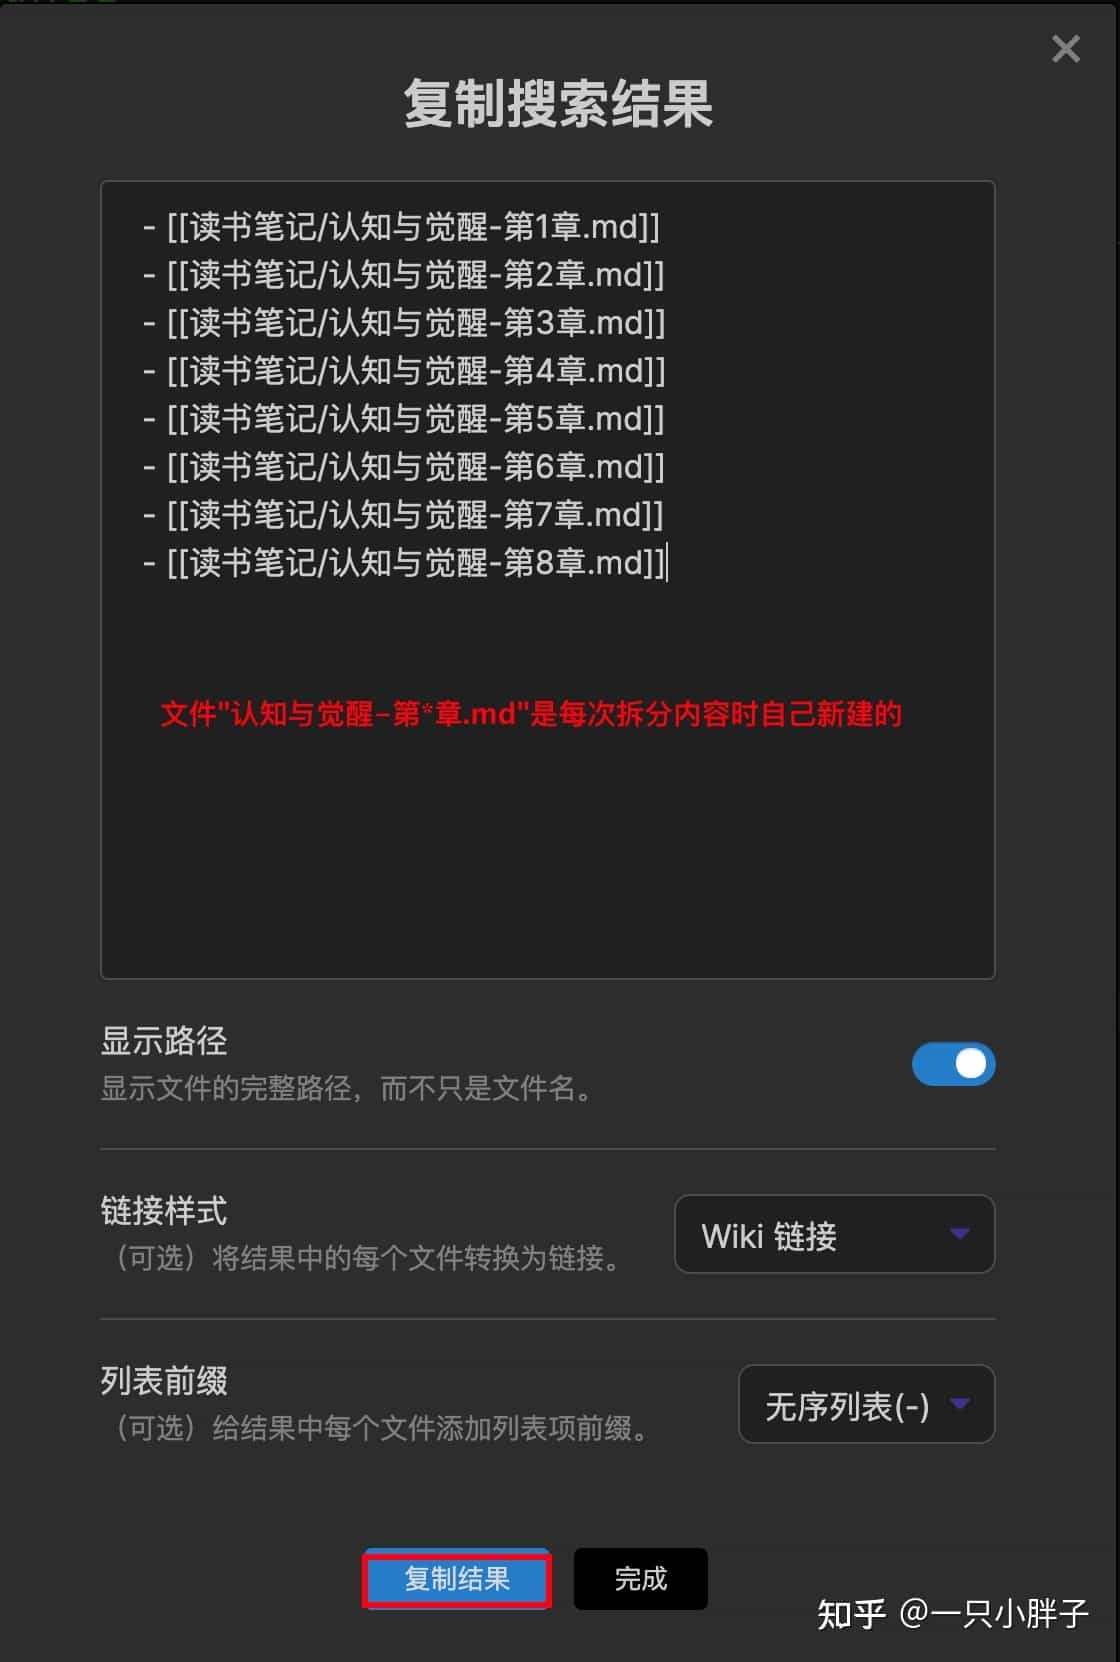 复制搜索结果
- [[读书笔记/认知与觉醒-第1章.md]]
- [[读书笔记/认知与觉醒-第2章.md]]
- [[读书笔记/认知与觉醒-第3章.md]]
- [[读书笔记/认知与觉醒-第4章.md]]
- [[读书笔记/认知与觉醒-第5章.md]]
- [[读书笔记/认知与觉醒-第6章.md]]
- [[读书笔记/认知与觉醒-第7章.md]]
- [[读书笔记/认知与觉醒-第8章.md]]
文件"认知与觉醒-第*章.md"是每次拆分内容时自己新建的
显示路径
显示文件的完整路径，而不只是文件名。
链接样式
（可选）将结果中的每个文件转换为链接。
Wiki 链接
列表前缀
（可选）给结果中每个文件添加列表项前缀。
无序列表(-)
复制结果
完成
知乎 @一只小胖子